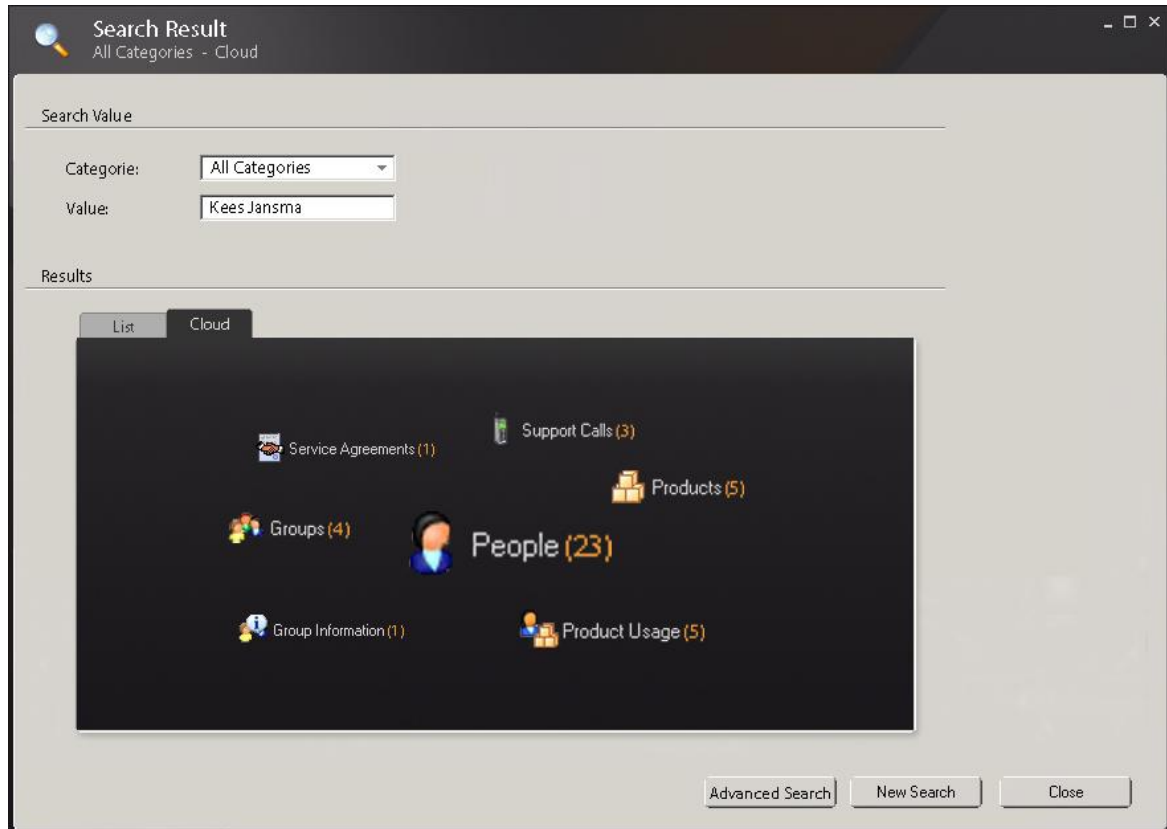 Search Result
All Categories - Cloud
Search Value
Categorie: All Categories
Value: Kees Jansma
Results
List Cloud
Support Calls (3)
Service Agreements (1)
Products (5)
Groups (4)
People (23)
Group Information (1)
Product Usage (5)
Advanced Search New Search Close